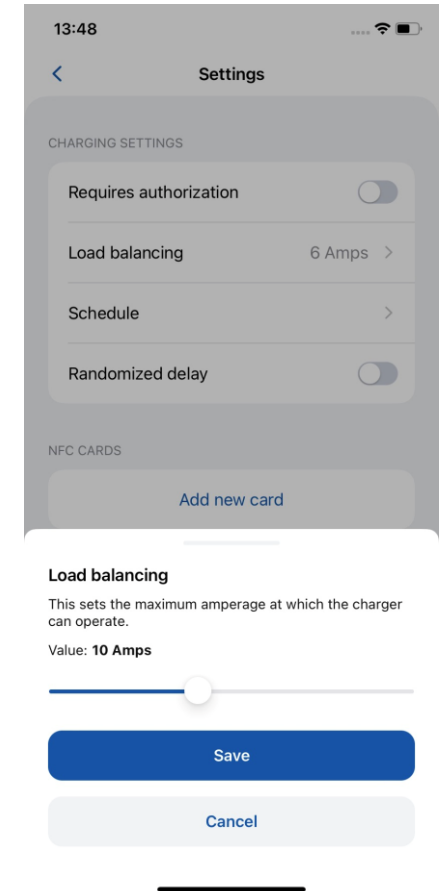 13:48
Settings
CHARGING SETTINGS
Requires authorization
Load balancing 6 Amps
Schedule
Randomized delay
NFC CARDS
Add new card
Load balancing
This sets the maximum amperage at which the charger
can operate.
Value: 10 Amps
Save
Cancel